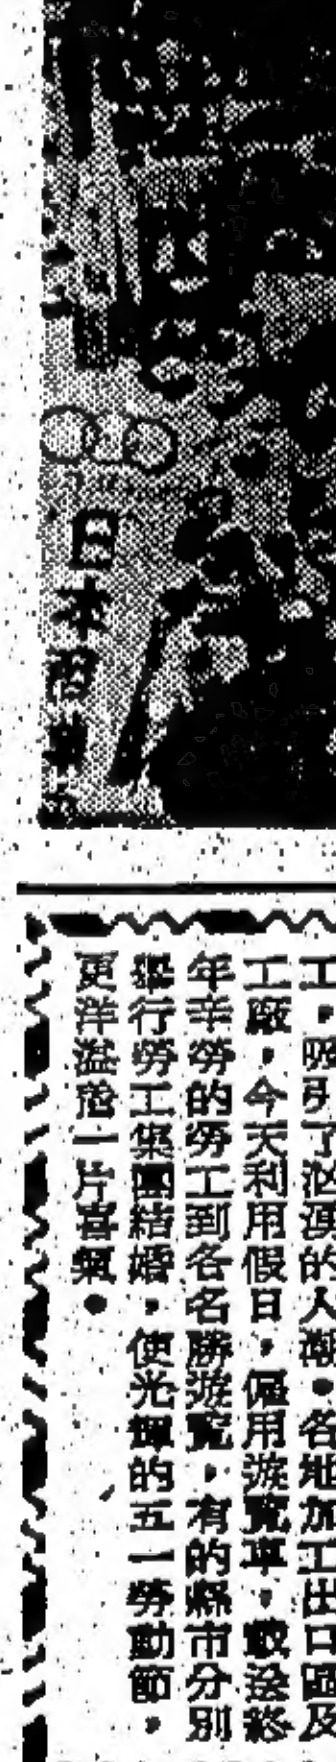 工，吸引了洶湧的人潮。各地加工出口區及
工廠，今天利用假日，僱用遊覽車，載送終
年辛勞的勞工到各名勝遊覽，有的縣市分別
舉行勞工集團結婚，使光輝的五一勞動節，
更洋溢着一片喜氣。
日本